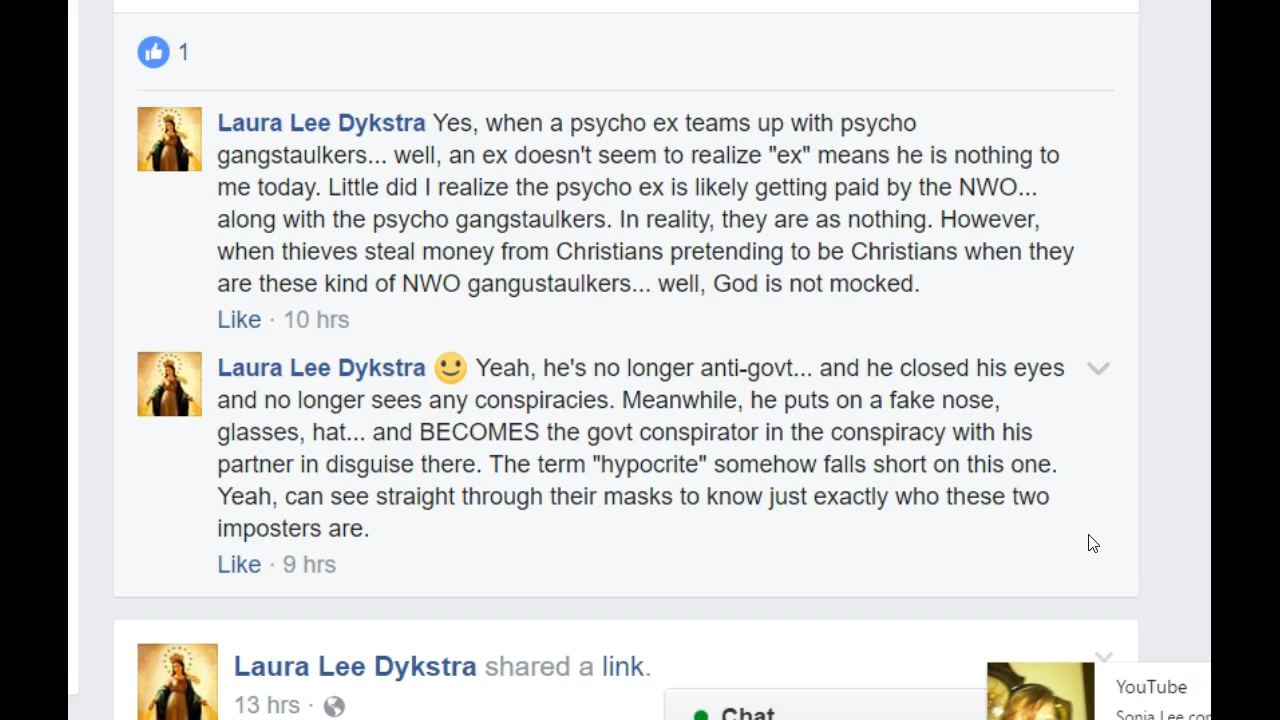 1
Laura Lee Dykstra Yes, when a psycho ex teams up with psycho
gangstaulkers... well, an ex doesn't seem to realize "ex" means he is nothing to
me today. Little did I realize the psycho ex is likely getting paid by the NWO...
along with the psycho gangstaulkers. In reality, they are as nothing. However,
when thieves steal money from Christians pretending to be Christians when they
are these kind of NWO gangustaulkers... well, God is not mocked.
Like · 10 hrs
Laura Lee Dykstra 🙂 Yeah, he's no longer anti-govt... and he closed his eyes
and no longer sees any conspiracies. Meanwhile, he puts on a fake nose,
glasses, hat... and BECOMES the govt conspirator in the conspiracy with his
partner in disguise there. The term "hypocrite" somehow falls short on this one.
Yeah, can see straight through their masks to know just exactly who these two
imposters are.
Like · 9 hrs
Laura Lee Dykstra shared a link.
13 hrs ·
Chat
YouTube
Sonia Lee